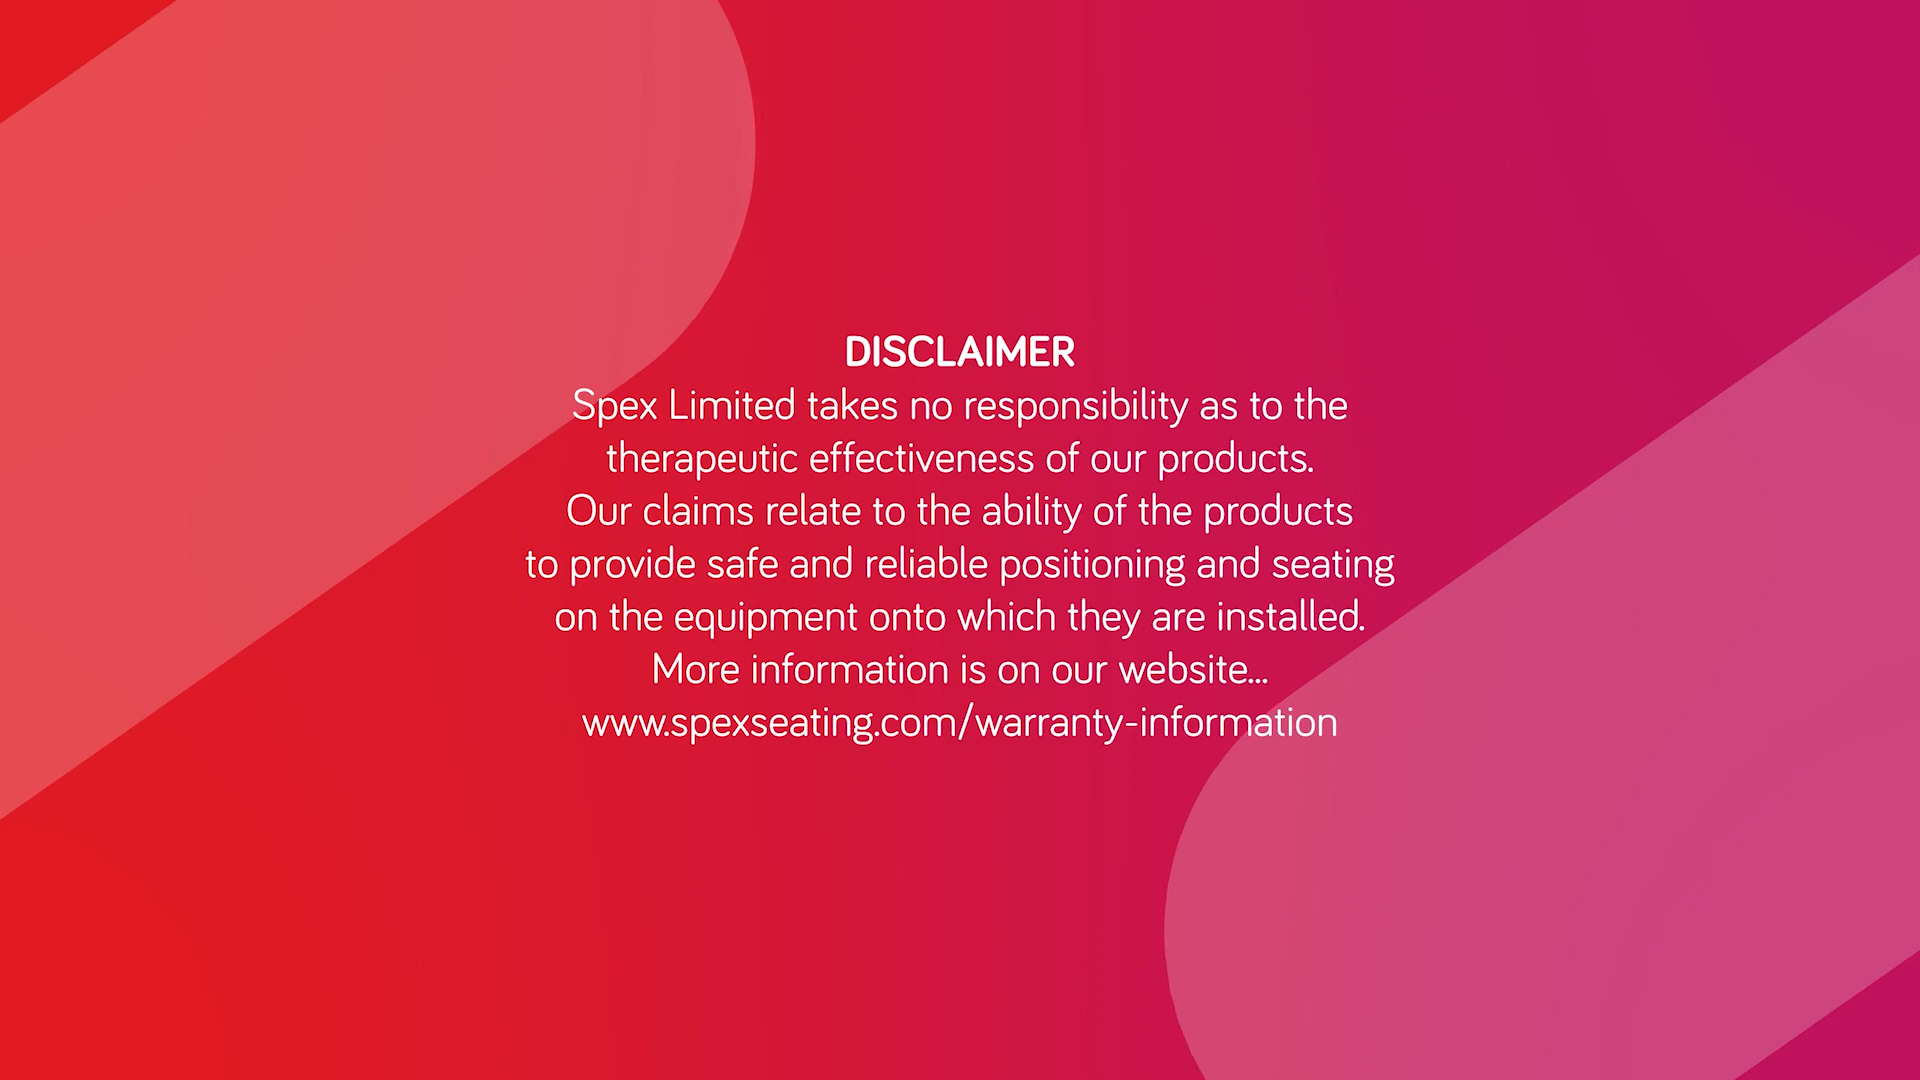 DISCLAIMER
Spex Limited takes no responsibility as to the
therapeutic effectiveness of our products.
Our claims relate to the ability of the products
to provide safe and reliable positioning and seating
on the equipment onto which they are installed.
More information is on our website...
www.spexseating.com/warranty-information